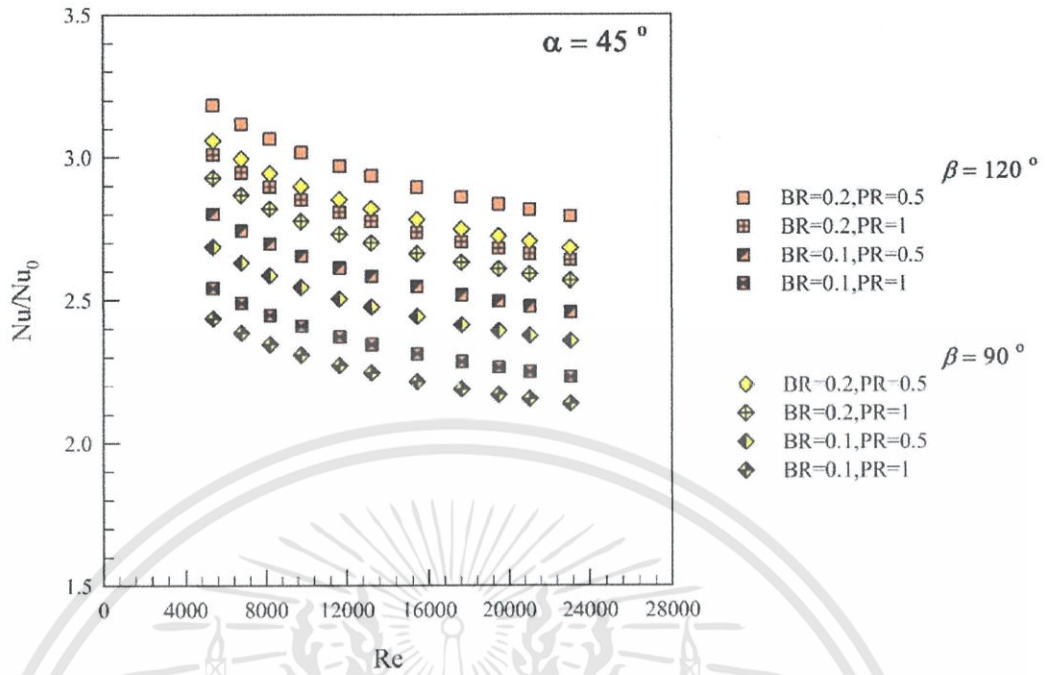 3.5
α = 45 °
3.0
2.5
2.0
1.5
Nu/Nu₀
0 4000 8000 12000 16000 20000 24000 28000
Re
β = 120 °
BR=0.2,PR=0.5
BR=0.2,PR=1
BR=0.1,PR=0.5
BR=0.1,PR=1
β = 90 °
BR=0.2,PR=0.5
BR=0.2,PR=1
BR=0.1,PR=0.5
BR=0.1,PR=1